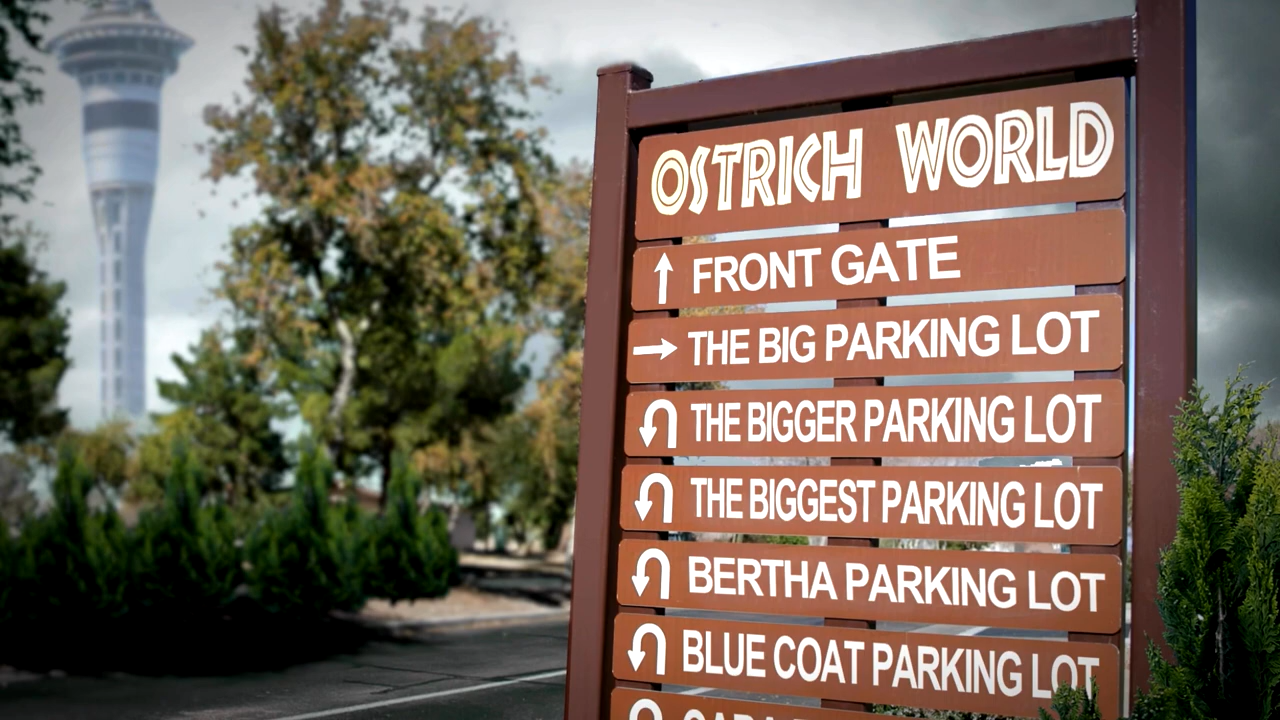 OSTRICH WORLD
FRONT GATE
THE BIG PARKING LOT
THE BIGGER PARKING LOT
THE BIGGEST PARKING LOT
BERTHA PARKING LOT
BLUE COAT PARKING LOT